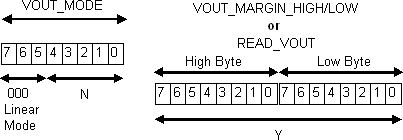 VOUT_MODE
7 6 5 4 3 2 1 0
000
Linear
Mode
N
VOUT_MARGIN_HIGH/LOW
or
READ_VOUT
High Byte
Low Byte
7 6 5 4 3 2 1 0 7 6 5 4 3 2 1 0
Y